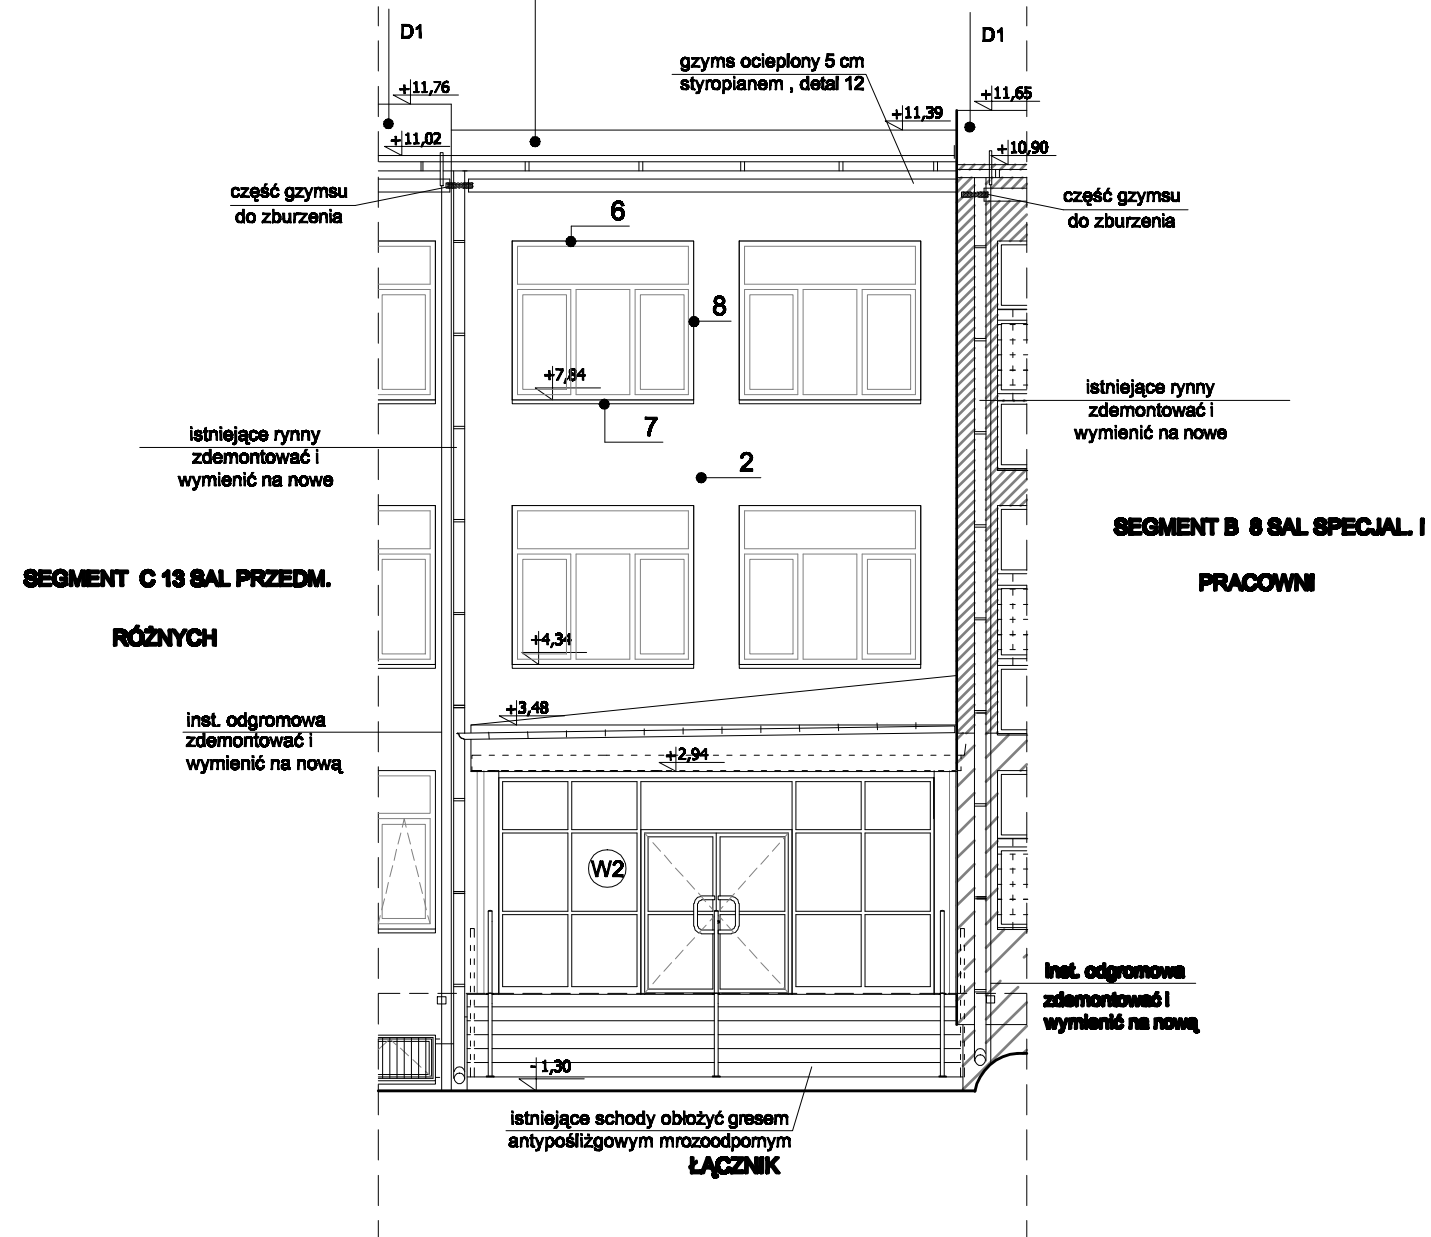 D1
D1
gzyms ocieplony 5 cm
styropianem , detal 12
+11,76
+11,65
+11,39
+11,02
+10,90
część gzymsu
do zburzenia
część gzymsu
do zburzenia
6
8
+7,84
7
istniejące rynny
zdemontować i
wymienić na nowe
istniejące rynny
zdemontować i
wymienić na nowe
2
SEGMENT B 8 SAL SPECJAL. I
PRACOWNI
SEGMENT C 13 SAL PRZEDM.
RÓŻNYCH
+4,34
+3,48
inst. odgromowa
zdemontować i
wymienić na nową
+2,94
W2
inst. odgromowa
zdemontować i
wymienić na nową
- 1,30
istniejące schody obłożyć gresem
antypośliżgowym mrozoodpornym
ŁĄCZNIK